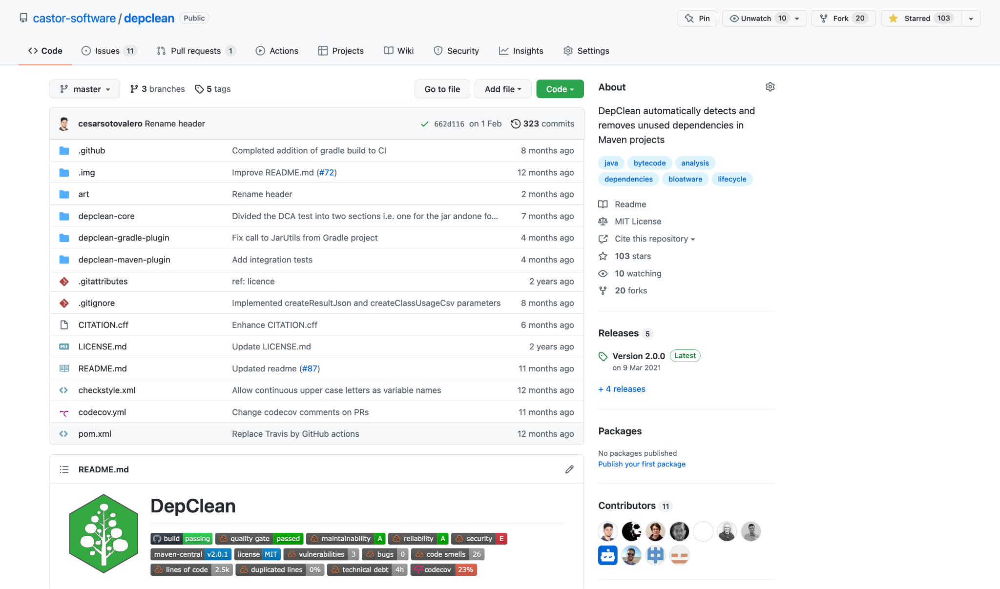 castor-software / depclean Public
Pin
Unwatch 10
Fork 20
Starred 103
Code
Issues 11
Pull requests 1
Actions
Projects
Wiki
Security
Insights
Settings
master
3 branches
5 tags
Go to file
Add file
Code
cesarsotovalero Rename header 662d116 on 1 Feb 323 commits
.github Completed addition of gradle build to CI 8 months ago
.img Improve README.md (#72) 12 months ago
art Rename header 2 months ago
depclean-core Divided the DCA test into two sections i.e. one for the jar andone fo... 7 months ago
depclean-gradle-plugin Fix call to JarUtils from Gradle project 4 months ago
depclean-maven-plugin Add integration tests 4 months ago
.gitattributes ref: licence 2 years ago
.gitignore Implemented createResultJson and createClassUsageCsv parameters 8 months ago
CITATION.cff Enhance CITATION.cff 6 months ago
LICENSE.md Update LICENSE.md 2 years ago
README.md Updated readme (#87) 11 months ago
checkstyle.xml Allow continuous upper case letters as variable names 12 months ago
codecov.yml Change codecov comments on PRs 11 months ago
pom.xml Replace Travis by GitHub actions 12 months ago
README.md
DepClean
build passing quality gate passed maintainability A reliability A security E
maven-central v2.0.1 license MIT vulnerabilities 3 bugs 0 code smells 26
lines of code 2.5k duplicated lines 0% technical debt 4h codecov 23%
About
DepClean automatically detects and
removes unused dependencies in
Maven projects
java bytecode analysis
dependencies bloatware lifecycle
Readme
MIT License
Cite this repository
103 stars
10 watching
20 forks
Releases 5
Version 2.0.0 Latest
on 9 Mar 2021
+ 4 releases
Packages
No packages published
Publish your first package
Contributors 11